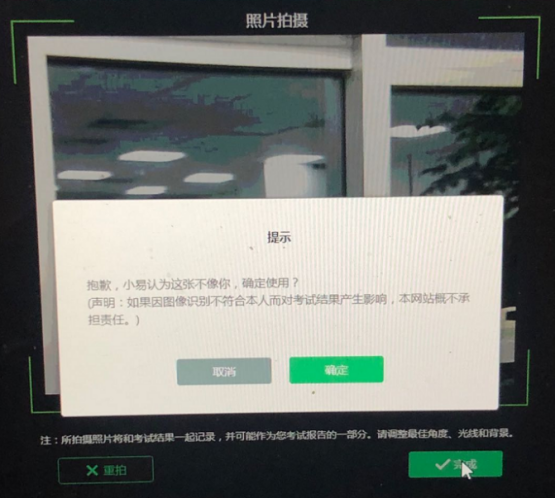 照片拍摄
提示
抱歉，小易认为这张不像你，确定使用？
(声明：如果因图像识别不符合本人而对考试结果产生影响，本网站概不承
担责任。)
取消
确定
注：所拍摄照片将和考试结果一起记录，并可能作为您考试报告的一部分。请调整最佳角度、光线和背景。
重拍
完成